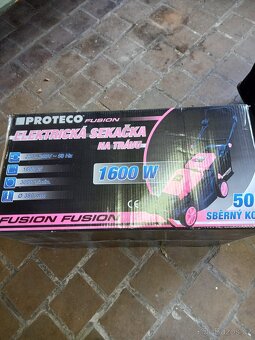 PROTECO FUSION
ELEKTRICKÁ SEKAČKA
NA TRÁVU
1600 W
50
SBĚRNÝ KO
FUSION FUSION